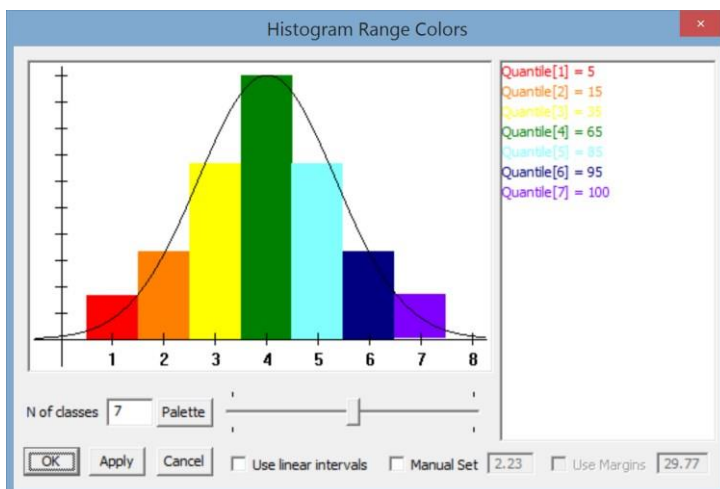 Histogram Range Colors
×
Quantile[1] = 5
Quantile[2] = 15
Quantile[3] = 35
Quantile[4] = 65
Quantile[5] = 85
Quantile[6] = 95
Quantile[7] = 100
1 2 3 4 5 6 7 8
N of classes 7 Palette
OK Apply Cancel Use linear intervals Manual Set 2.23 Use Margins 29.77